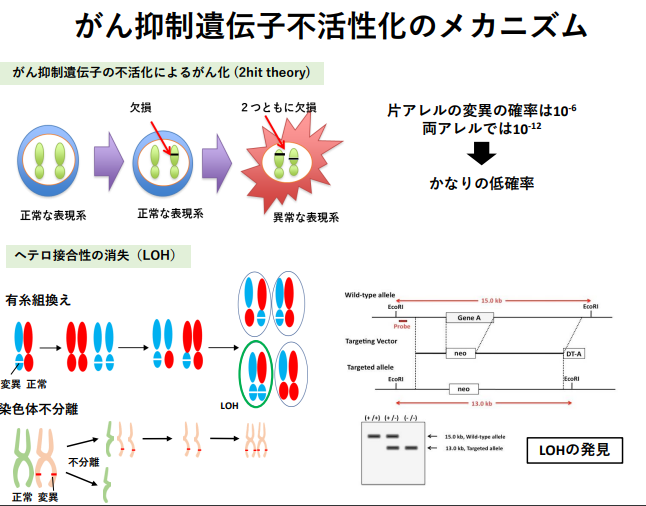 がん抑制遺伝子不活性化のメカニズム
がん抑制遺伝子の不活化によるがん化 (2hit theory)
欠損
2つともに欠損
正常な表現系
正常な表現系
異常な表現系
片アレルの変異の確率は10-6
両アレルでは10-12
かなりの低確率
ヘテロ接合性の消失（LOH）
有糸組換え
変異 正常
LOH
染色体不分離
不分離
正常 変異
Wild-type allele
15.0 kb
EcoRI
EcoRI
Gene A
Probe
Targeting Vector
neo
DT-A
Targeted allele
EcoRI
EcoRI
neo
13.0 kb
(+ / +) (+ / -) (- / -)
15.0 kb, Wild-type allele
13.0 kb, Targeted allele
LOHの発見